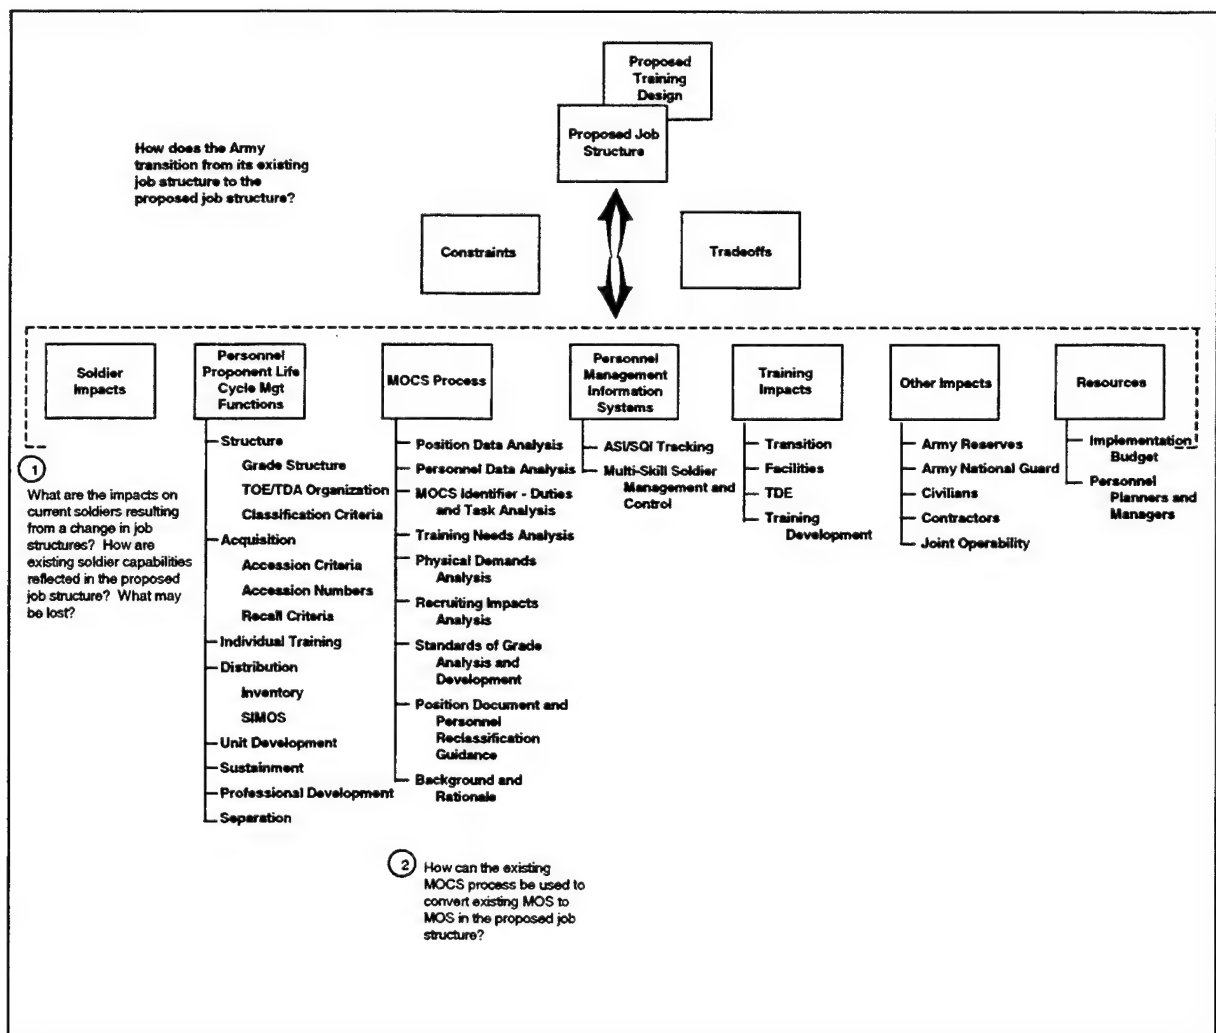 Proposed
Training
Design
Proposed Job
Structure
How does the Army
transition from its existing
job structure to the
proposed job structure?
Constraints
Tradeoffs
Soldier
Impacts
Personnel
Proponent Life
Cycle Mgt
Functions
MOCS Process
Personnel
Management
Information
Systems
Training
Impacts
Other Impacts
Resources
1
What are the impacts on
current soldiers resulting
from a change in job
structures? How are
existing soldier capabilities
reflected in the proposed
job structure? What may
be lost?
Structure
Grade Structure
TOE/TDA Organization
Classification Criteria
Acquisition
Accession Criteria
Accession Numbers
Recall Criteria
Individual Training
Distribution
Inventory
SIMOS
Unit Development
Sustainment
Professional Development
Separation
Position Data Analysis
Personnel Data Analysis
MOCS Identifier - Duties
and Task Analysis
Training Needs Analysis
Physical Demands
Analysis
Recruiting Impacts
Analysis
Standards of Grade
Analysis and
Development
Position Document and
Personnel
Reclassification
Guidance
Background and
Rationale
ASI/SQI Tracking
Multi-Skill Soldier
Management and
Control
Transition
Facilities
TDE
Training
Development
Army Reserves
Army National Guard
Civilians
Contractors
Joint Operability
Implementation
Budget
Personnel
Planners and
Managers
2
How can the existing
MOCS process be used to
convert existing MOS to
MOS in the proposed job
structure?